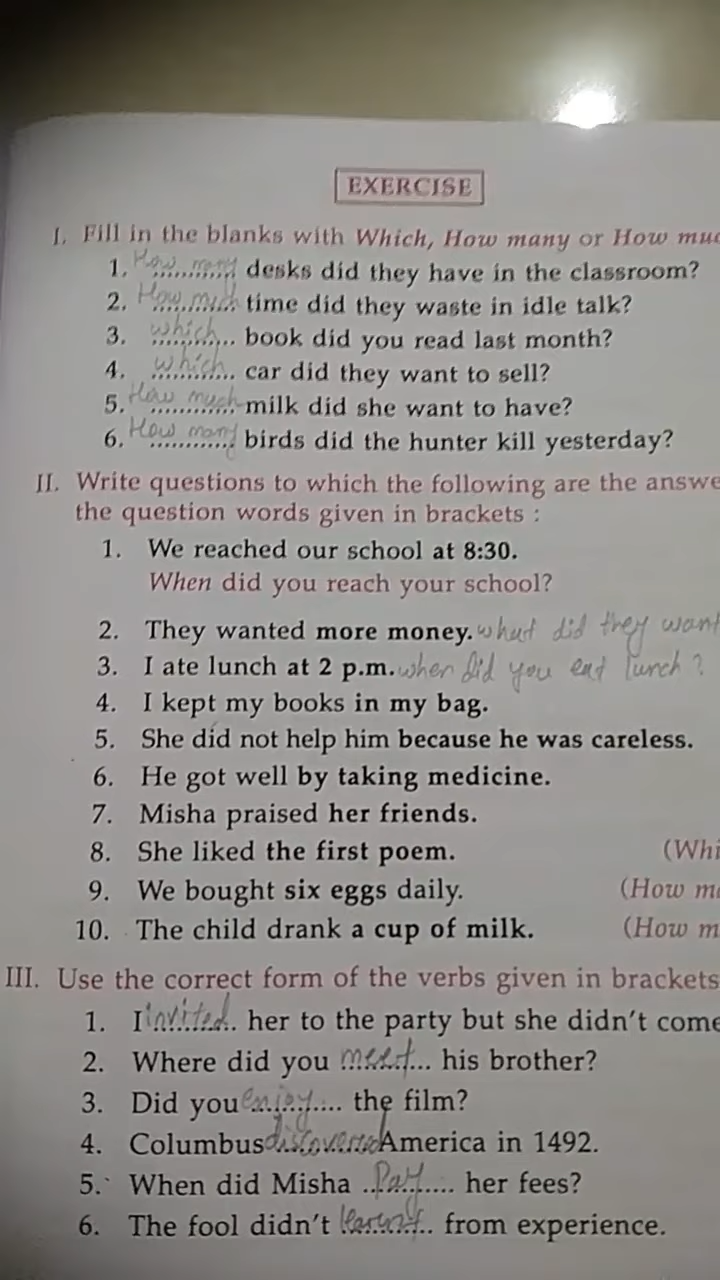 EXERCISE
I. Fill in the blanks with Which, How many or How muc
1. How many desks did they have in the classroom?
2. How much time did they waste in idle talk?
3. which book did you read last month?
4. which car did they want to sell?
5. How much milk did she want to have?
6. How many birds did the hunter kill yesterday?
II. Write questions to which the following are the answe
the question words given in brackets :
1. We reached our school at 8:30.
When did you reach your school?
2. They wanted more money. what did they want
3. I ate lunch at 2 p.m. when did you eat lunch?
4. I kept my books in my bag.
5. She did not help him because he was careless.
6. He got well by taking medicine.
7. Misha praised her friends.
8. She liked the first poem. (Whi
9. We bought six eggs daily. (How ma
10. The child drank a cup of milk. (How m
III. Use the correct form of the verbs given in brackets
1. I invited her to the party but she didn't come
2. Where did you meet his brother?
3. Did you enjoy the film?
4. Columbus discovered America in 1492.
5. When did Misha Pay her fees?
6. The fool didn't from experience.